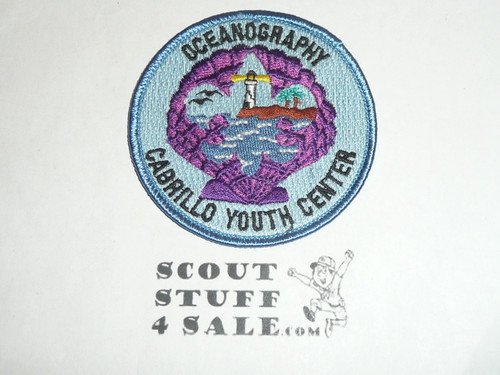 OCEANOGRAPHY
CABRILLO YOUTH CENTER
SCOUT
STUFF
4 SALE.COM